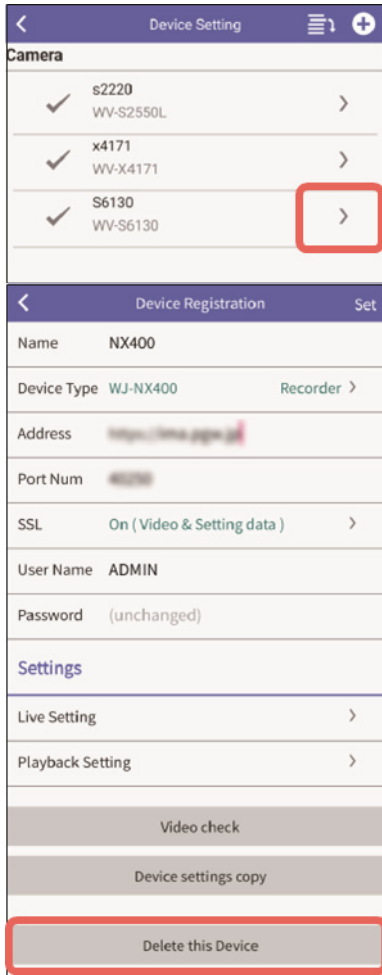 Device Setting
Camera
s2220
WV-S2550L
x4171
WV-X4171
S6130
WV-S6130
Device Registration Set
Name NX400
Device Type WJ-NX400 Recorder
Address
Port Num
SSL On ( Video & Setting data )
User Name ADMIN
Password (unchanged)
Settings
Live Setting
Playback Setting
Video check
Device settings copy
Delete this Device